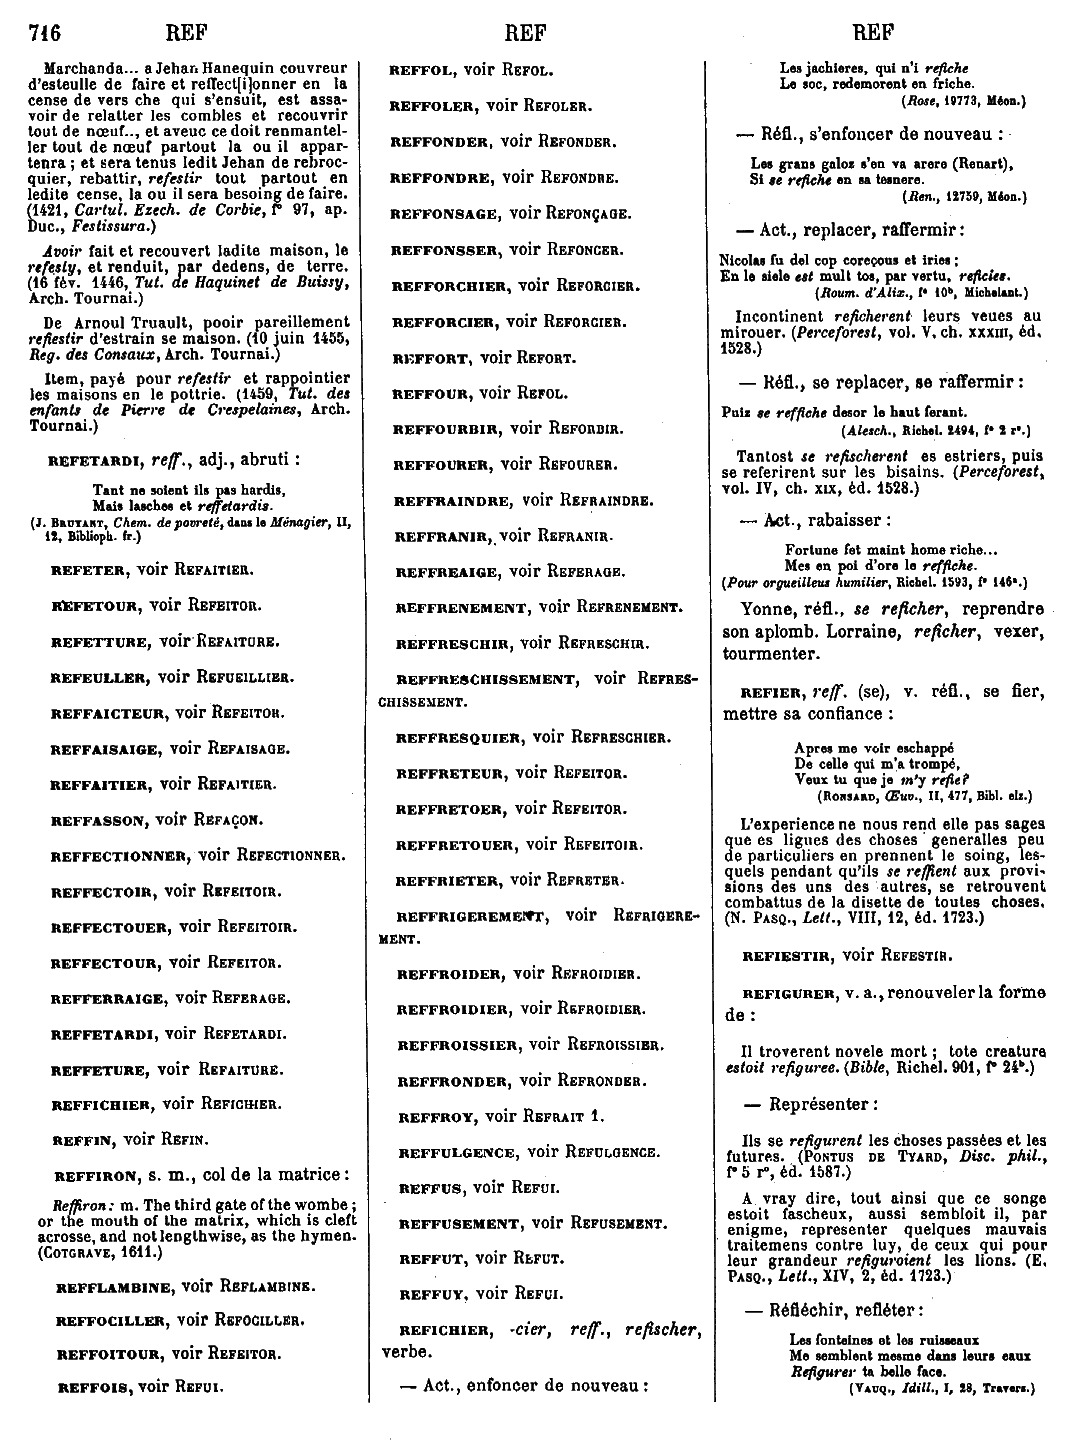 716 REF REF REF
Marchanda... a Jehan Hanequin couvreur
d'esteulle de faire et reffect[i]onner en la
cense de vers che qui s'ensuit, est assa-
voir de relatter les combles et recouvrir
tout de nœuf.., et aveuc ce doit renmantel-
ler tout de nœuf partout la ou il appar-
tenra ; et sera tenus ledit Jehan de rebroc-
quier, rebattir, refestir tout partout en
ledite cense, la ou il sera besoing de faire.
(1421, Cartul. Ezech. de Corbie, f° 97, ap.
Duc., Festissura.)
Avoir fait et recouvert ladite maison, le
refesty, et renduit, par dedens, de terre.
(16 fév. 1446, Tut. de Haquinet de Buissy,
Arch. Tournai.)
De Arnoul Truault, pooir pareillement
refiestir d'estrain se maison. (10 juin 1455,
Reg. des Consaux, Arch. Tournai.)
Item, payé pour refestir et rappointier
les maisons en le pottrie. (1459, Tut. des
enfants de Pierre de Crespelaines, Arch.
Tournai.)
REFETARDI, reff., adj., abruti :
Tant ne soient ils pas hardis,
Mais lasches et reffetardis.
(J. BRUYANT, Chem. de povreté, dans le Ménagier, II,
12, Biblioph. fr.)
REFETER, voir REFAITIER.
REFETOUR, voir REFEITOR.
REFETTURE, voir REFAITURE.
REFEULLER, voir REFUEILLIER.
REFFAICTEUR, voir REFEITOR.
REFFAISAIGE, voir REFAISAGE.
REFFAITIER, voir REFAITIER.
REFFASSON, voir REFAÇON.
REFFECTIONNER, voir REFECTIONNER.
REFFECTOIR, voir REFEITOIR.
REFFECTOUER, voir REFEITOIR.
REFFECTOUR, voir REFEITOR.
REFFERRAIGE, voir REFERAGE.
REFFETARDI, voir REFETARDI.
REFFETURE, voir REFAITURE.
REFFICHIER, voir REFICHIER.
REFFIN, voir REFIN.
REFFIRON, s. m., col de la matrice :
Reffiron: m. The third gate of the wombe ;
or the mouth of the matrix, which is cleft
acrosse, and not lengthwise, as the hymen.
(COTGRAVE, 1611.)
REFFLAMBINE, voir REFLAMBINE.
REFFOCILLER, voir REFOCILLER.
REFFOITOUR, voir REFEITOR.
REFFOIS, voir REFUI.
REFFOL, voir REFOL.
REFFOLER, voir REFOLER.
REFFONDER, voir REFONDER.
REFFONDRE, voir REFONDRE.
REFFONSAGE, voir REFONÇAGE.
REFFONSSER, voir REFONCER.
REFFORCHIER, voir REFORCIER.
REFFORCIER, voir REFORCIER.
REFFORT, voir REFORT.
REFFOUR, voir REFOL.
REFFOURBIR, voir REFORBIR.
REFFOURER, voir REFOURER.
REFFRAINDRE, voir REFRAINDRE.
REFFRANIR, voir REFRANIR.
REFFREAIGE, voir REFERAGE.
REFFRENEMENT, voir REFRENEMENT.
REFFRESCHIR, voir REFRESCHIR.
REFFRESCHISSEMENT, voir REFRES-
CHISSEMENT.
REFFRESQUIER, voir REFRESCHIER.
REFFRETEUR, voir REFEITOR.
REFFRETOER, voir REFEITOR.
REFFRETOUER, voir REFEITOIR.
REFFRIETER, voir REFRETER.
REFFRIGEREMENT, voir REFRIGERE-
MENT.
REFFROIDER, voir REFROIDIER.
REFFROIDIER, voir REFROIDIER.
REFFROISSIER, voir REFROISSIER.
REFFRONDER, voir REFRONDER.
REFFROY, voir REFRAIT 1.
REFFULGENCE, voir REFULGENCE.
REFFUS, voir REFUI.
REFFUSEMENT, voir REFUSEMENT.
REFFUT, voir REFUT.
REFFUY, voir REFUI.
REFICHIER, -cier, reff., refischer,
verbe.
— Act., enfoncer de nouveau :
Les jachieres, qui n'i refiche
Le soc, redemorent en friche.
(Rose, 19773, Méon.)
— Réfl., s'enfoncer de nouveau :
Les grans galoz s'en va arere (Renart),
Si se refiche en sa tesnere.
(Ren., 12759, Méon.)
— Act., replacer, raffermir :
Nicolas fu del cop coreçous et iries ;
En le siele est mult tos, par vertu, reficies.
(Roum. d'Alix., f° 10ᵇ, Michelant.)
Incontinent reficherent leurs veues au
mirouer. (Perceforest, vol. V, ch. XXXIII, éd.
1528.)
— Réfl., se replacer, se raffermir :
Puiz se reffiche desor le haut ferant.
(Alesch., Richel. 2494, f° 2 r°.)
Tantost se refischerent es estriers, puis
se referirent sur les bisains. (Perceforest,
vol. IV, ch. XIX, éd. 1528.)
— Act., rabaisser :
Fortune fet maint home riche...
Mes en poi d'ore le reffiche.
(Pour orgueilleus humilier, Richel. 1593, f° 146ᵃ.)
Yonne, réfl., se reficher, reprendre
son aplomb. Lorraine, reficher, vexer,
tourmenter.
REFIER, reff. (se), v. réfl., se fier,
mettre sa confiance :
Apres me voir eschappé
De celle qui m'a trompé,
Veux tu que je m'y refie?
(RONSARD, Œuv., II, 477, Bibl. elz.)
L'experience ne nous rend elle pas sages
que es ligues des choses generalles peu
de particuliers en prennent le soing, les-
quels pendant qu'ils se reffient aux provi-
sions des uns des autres, se retrouvent
combattus de la disette de toutes choses.
(N. PASQ., Lett., VIII, 12, éd. 1723.)
REFIESTIR, voir REFESTIR.
REFIGURER, v. a., renouveler la forme
de :
Il troverent novele mort ; tote creature
estoit refiguree. (Bible, Richel. 901, f° 24ᵇ.)
— Représenter :
Ils se refigurent les choses passées et les
futures. (PONTUS DE TYARD, Disc. phil.,
f° 5 r°, éd. 1587.)
A vray dire, tout ainsi que ce songe
estoit fascheux, aussi sembloit il, par
enigme, representer quelques mauvais
traitemens contre luy, de ceux qui pour
leur grandeur refiguroient les lions. (E.
PASQ., Lett., XIV, 2, éd. 1723.)
— Réfléchir, refléter :
Les fonteines et les ruisseaux
Me semblent mesme dans leurs eaux
Refigurer ta belle face.
(VAUQ., Idill., I, 28, Travers.)